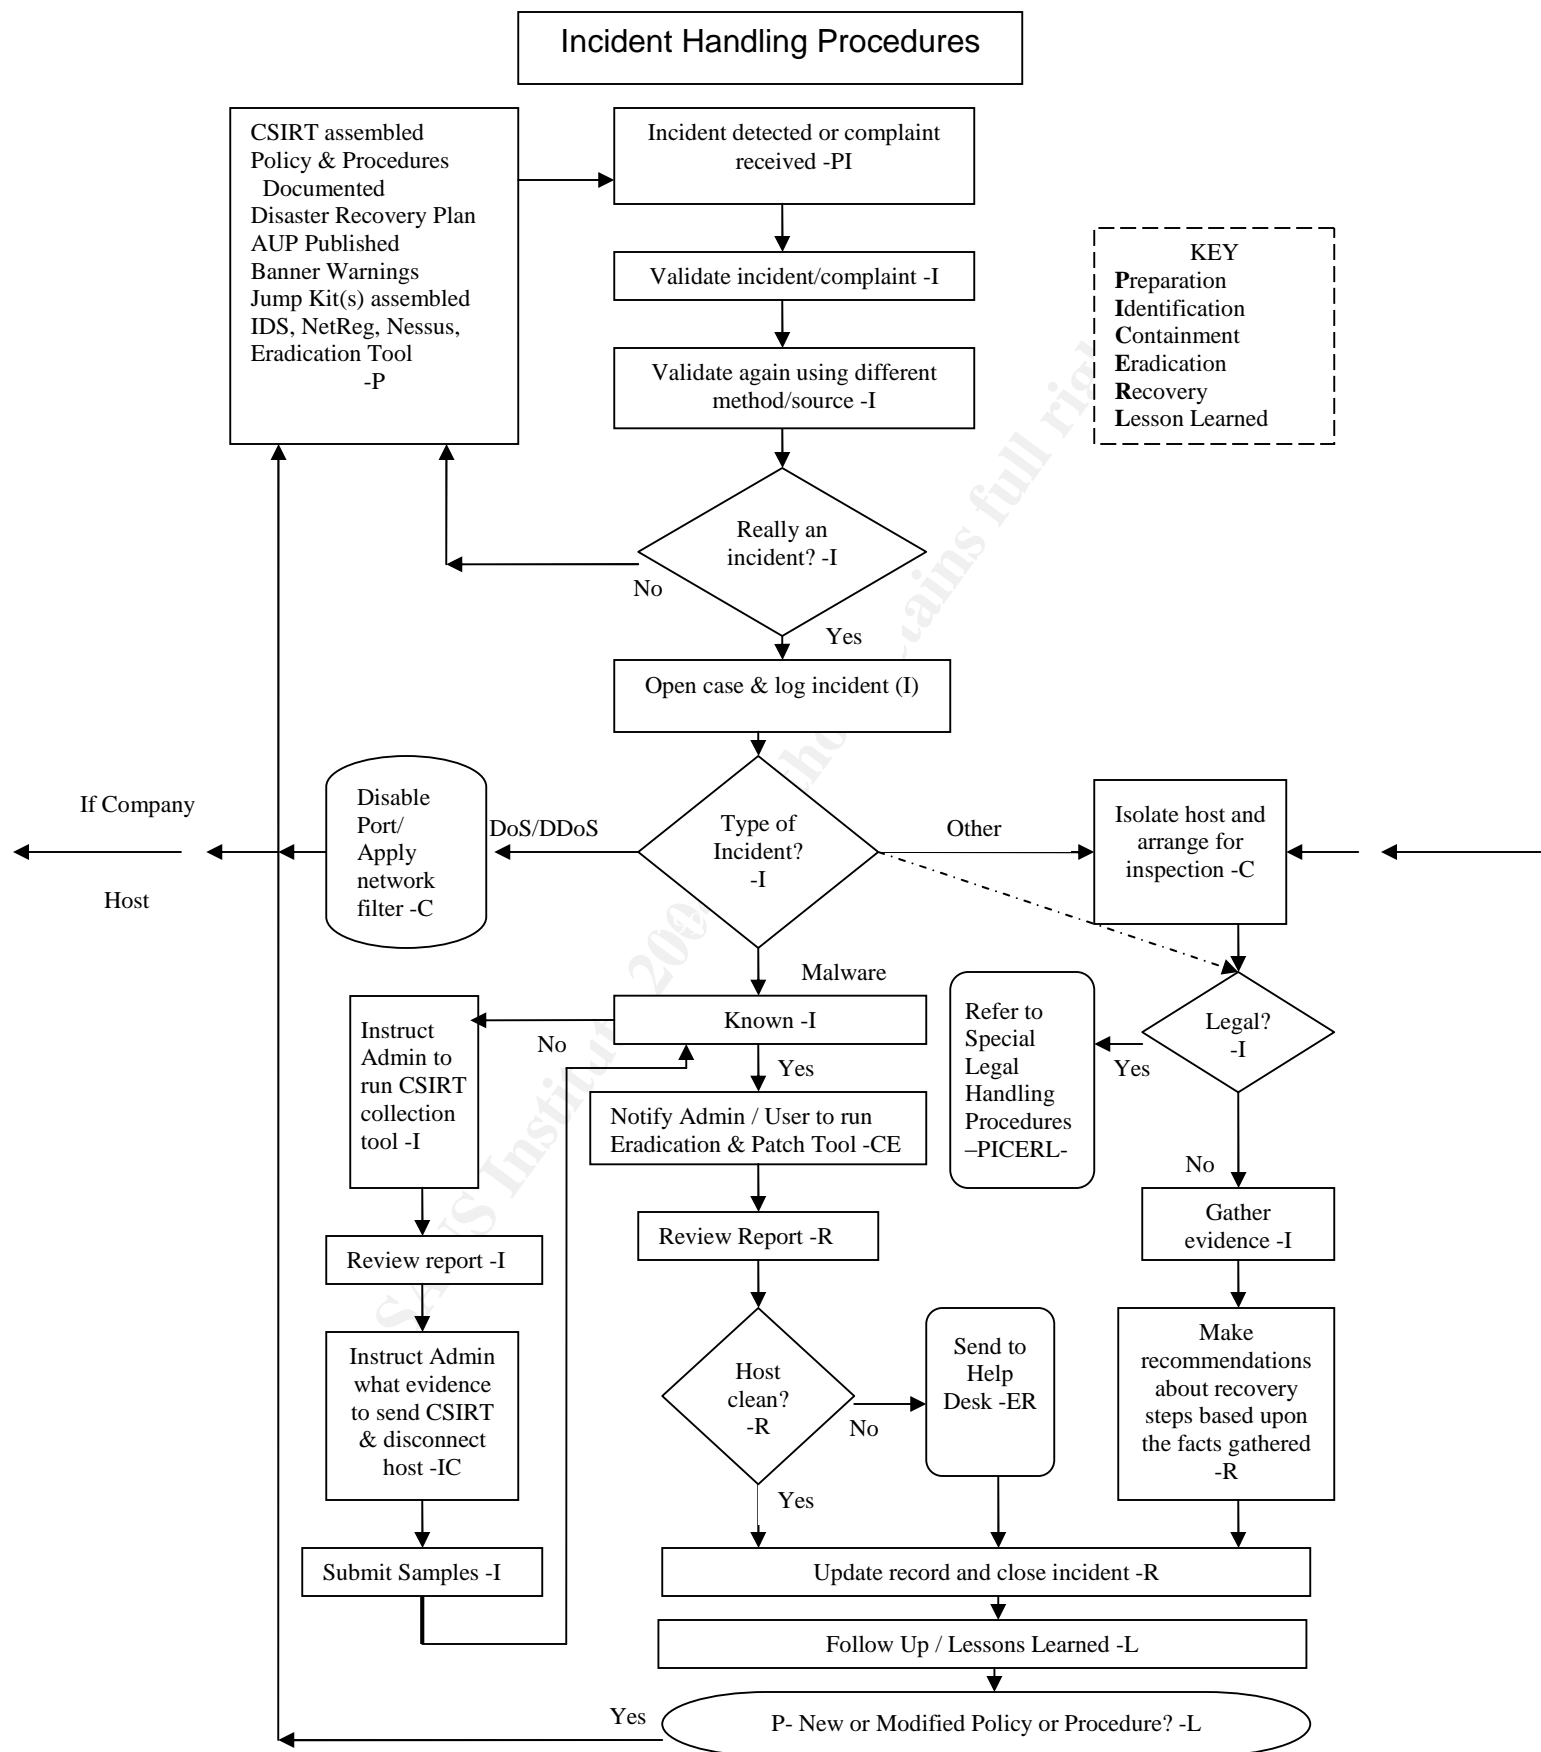 Incident Handling Procedures
CSIRT assembled
Policy & Procedures
Documented
Disaster Recovery Plan
AUP Published
Banner Warnings
Jump Kit(s) assembled
IDS, NetReg, Nessus,
Eradication Tool
-P
Incident detected or complaint
received -PI
Validate incident/complaint -I
Validate again using different
method/source -I
KEY
Preparation
Identification
Containment
Eradication
Recovery
Lesson Learned
Really an
incident? -I
No
Yes
Open case & log incident (I)
If Company
Host
Disable
Port/
Apply
network
filter -C
DoS/DDoS
Type of
Incident?
-I
Other
Isolate host and
arrange for
inspection -C
Malware
Known -I
No
Yes
Instruct
Admin to
run CSIRT
collection
tool -I
Notify Admin / User to run
Eradication & Patch Tool -CE
Refer to
Special
Legal
Handling
Procedures
–PICERL-
Legal?
-I
Yes
No
Review report -I
Review Report -R
Gather
evidence -I
Instruct Admin
what evidence
to send CSIRT
& disconnect
host -IC
Host
clean?
-R
No
Yes
Send to
Help
Desk -ER
Make
recommendations
about recovery
steps based upon
the facts gathered
-R
Submit Samples -I
Update record and close incident -R
Follow Up / Lessons Learned -L
Yes
P- New or Modified Policy or Procedure? -L
full